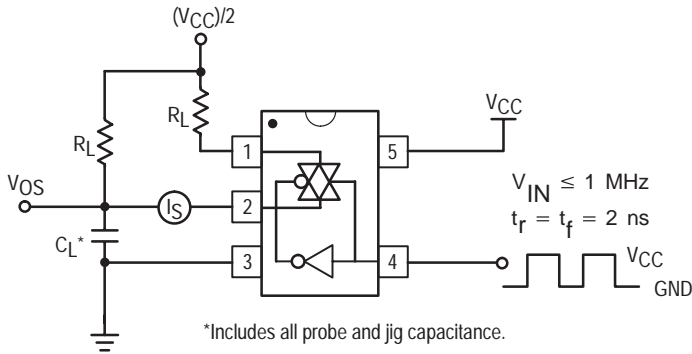 (VCC)/2
RL
RL
VCC
1
5
VOS
IS
2
VIN ≤ 1 MHz
tr = tf = 2 ns
CL*
3
4
VCC
GND
*Includes all probe and jig capacitance.